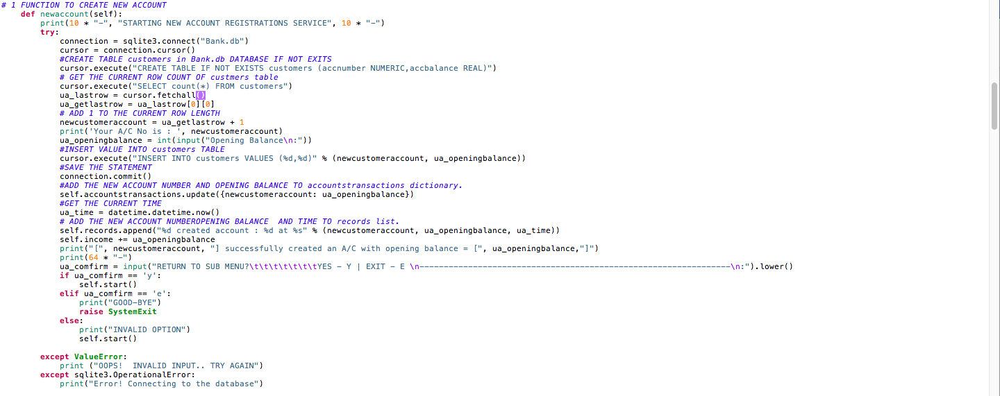 # 1 FUNCTION TO CREATE NEW ACCOUNT
    def newaccount(self):
        print(10 * "-", "STARTING NEW ACCOUNT REGISTRATIONS SERVICE", 10 * "-")
        try:
            connection = sqlite3.connect("Bank.db")
            cursor = connection.cursor()
            #CREATE TABLE customers in Bank.db DATABASE IF NOT EXITS
            cursor.execute("CREATE TABLE IF NOT EXISTS customers (accnumber NUMERIC,accbalance REAL)")
            # GET THE CURRENT ROW COUNT OF custmers table
            cursor.execute("SELECT count(*) FROM customers")
            ua_lastrow = cursor.fetchall()
            ua_getlastrow = ua_lastrow[0][0]
            # ADD 1 TO THE CURRENT ROW LENGTH
            newcustomeraccount = ua_getlastrow + 1
            print('Your A/C No is : ', newcustomeraccount)
            ua_openingbalance = int(input("Opening Balance\n:"))
            #INSERT VALUE INTO customers TABLE
            cursor.execute("INSERT INTO customers VALUES (%d,%d)" % (newcustomeraccount, ua_openingbalance))
            #SAVE THE STATEMENT
            connection.commit()
            #ADD THE NEW ACCOUNT NUMBER AND OPENING BALANCE TO accountstransactions dictionary.
            self.accountstransactions.update({newcustomeraccount: ua_openingbalance})
            #GET THE CURRENT TIME
            ua_time = datetime.datetime.now()
            # ADD THE NEW ACCOUNT NUMBEROPENING BALANCE  AND TIME TO records list.
            self.records.append("%d created account : %d at %s" % (newcustomeraccount, ua_openingbalance, ua_time))
            self.income += ua_openingbalance
            print("[", newcustomeraccount, "] successfully created an A/C with opening balance = [", ua_openingbalance,"]")
            print(64 * "-")
            ua_comfirm = input("RETURN TO SUB MENU?\t\t\t\t\t\t\tYES - Y | EXIT - E \n----------------------------------------------------------------\n:").lower()
            if ua_comfirm == 'y':
                self.start()
            elif ua_comfirm == 'e':
                print("GOOD-BYE")
                raise SystemExit
            else:
                print("INVALID OPTION")
                self.start()

        except ValueError:
            print ("OOPS!  INVALID INPUT.. TRY AGAIN")
        except sqlite3.OperationalError:
            print("Error! Connecting to the database")